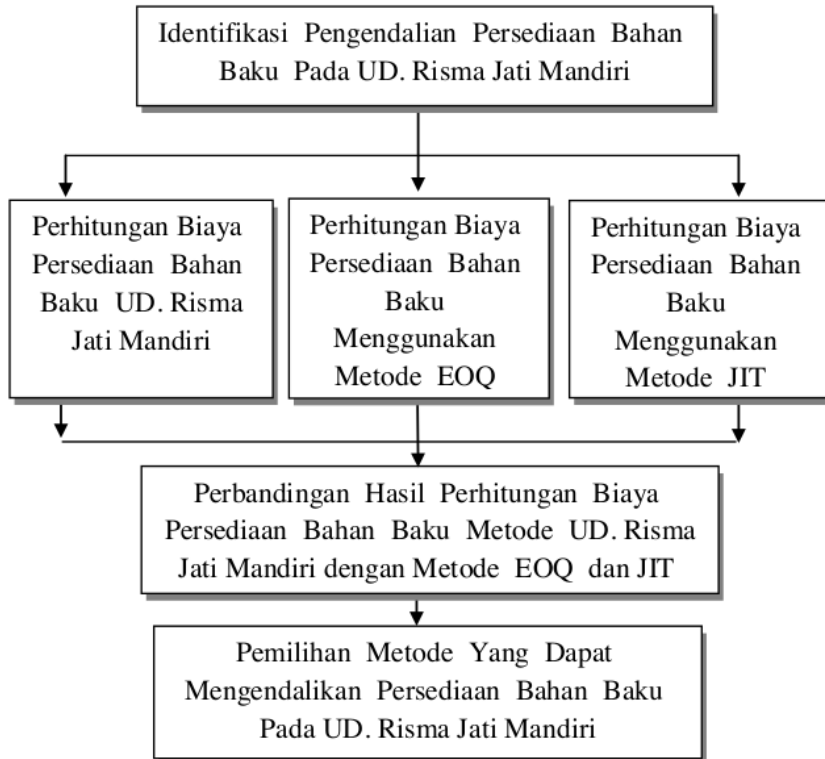 Identifikasi Pengendalian Persediaan Bahan
Baku Pada UD. Risma Jati Mandiri
Perhitungan Biaya
Persediaan Bahan
Baku UD. Risma
Jati Mandiri
Perhitungan Biaya
Persediaan Bahan
Baku
Menggunakan
Metode EOQ
Perhitungan Biaya
Persediaan Bahan
Baku
Menggunakan
Metode JIT
Perbandingan Hasil Perhitungan Biaya
Persediaan Bahan Baku Metode UD. Risma
Jati Mandiri dengan Metode EOQ dan JIT
Pemilihan Metode Yang Dapat
Mengendalikan Persediaan Bahan Baku
Pada UD. Risma Jati Mandiri